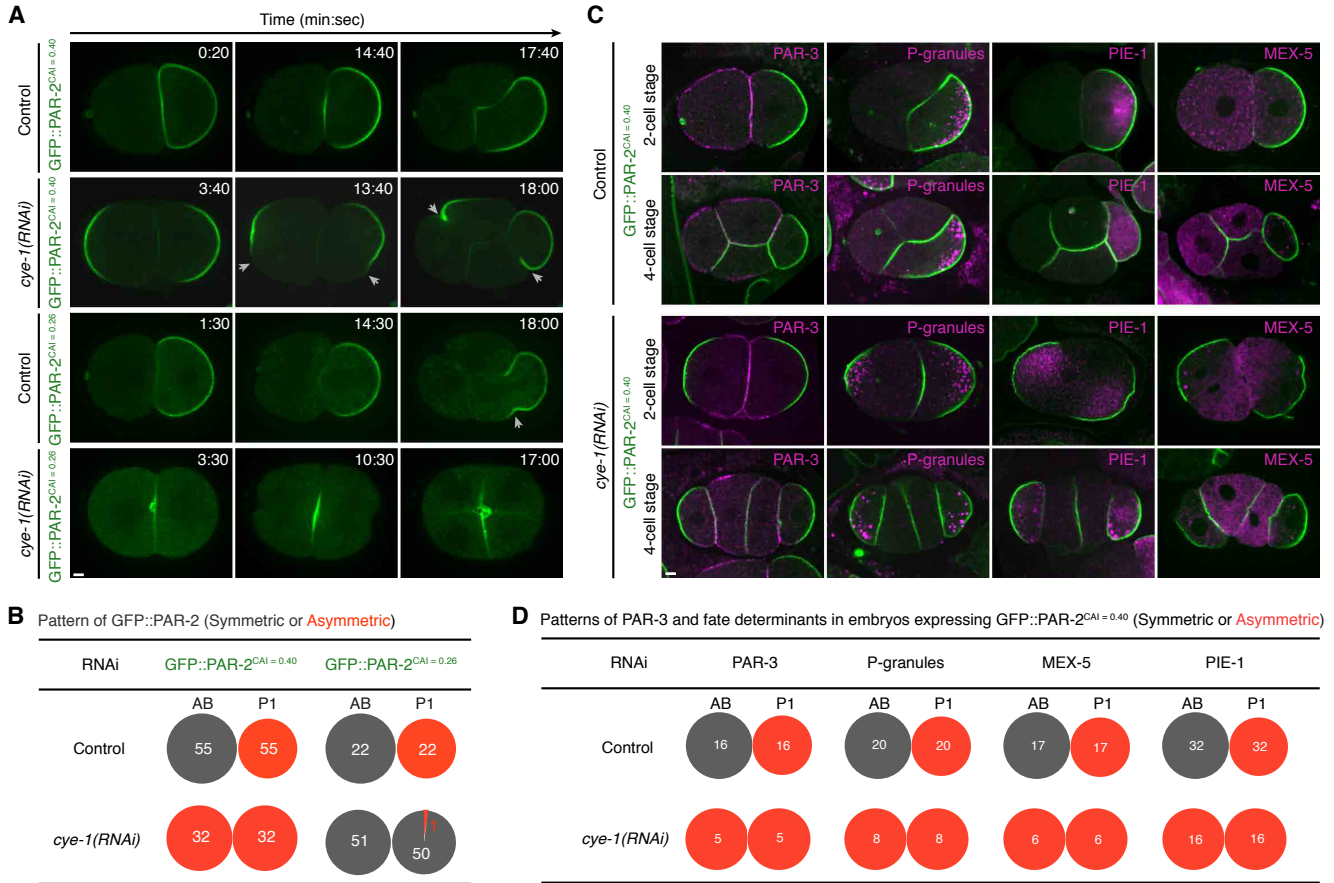 A
Time (min:sec)
Control
GFP::PAR-2CAI = 0.40
0:20
14:40
17:40
cye-1(RNAi)
GFP::PAR-2CAI = 0.40
3:40
13:40
18:00
Control
GFP::PAR-2CAI = 0.26
1:30
14:30
18:00
cye-1(RNAi)
GFP::PAR-2CAI = 0.26
3:30
10:30
17:00
C
Control
GFP::PAR-2CAI = 0.40
2-cell stage
PAR-3
P-granules
PIE-1
MEX-5
4-cell stage
PAR-3
P-granules
PIE-1
MEX-5
cye-1(RNAi)
GFP::PAR-2CAI = 0.40
2-cell stage
PAR-3
P-granules
PIE-1
MEX-5
4-cell stage
PAR-3
P-granules
PIE-1
MEX-5
B Pattern of GFP::PAR-2 (Symmetric or Asymmetric)
RNAi GFP::PAR-2CAI = 0.40 GFP::PAR-2CAI = 0.26
AB P1 AB P1
Control 55 55 22 22
cye-1(RNAi) 32 32 51 50 1
D Patterns of PAR-3 and fate determinants in embryos expressing GFP::PAR-2CAI = 0.40 (Symmetric or Asymmetric)
RNAi PAR-3 P-granules MEX-5 PIE-1
AB P1 AB P1 AB P1 AB P1
Control 16 16 20 20 17 17 32 32
cye-1(RNAi) 5 5 8 8 6 6 16 16